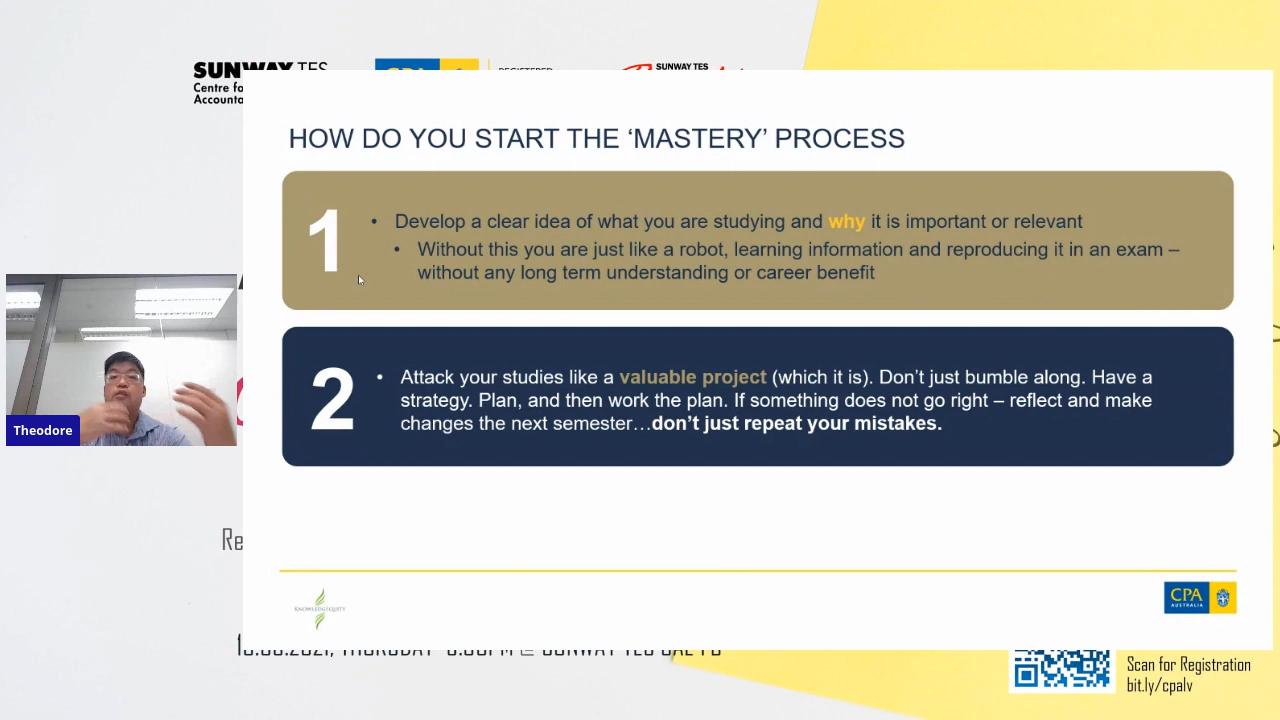 SUNWAY TES
Centre fo
Accounta
CPA
REGISTERED
SUNWAY TES
HOW DO YOU START THE ‘MASTERY’ PROCESS
1
• Develop a clear idea of what you are studying and why it is important or relevant
• Without this you are just like a robot, learning information and reproducing it in an exam –
without any long term understanding or career benefit
2
• Attack your studies like a valuable project (which it is). Don’t just bumble along. Have a
strategy. Plan, and then work the plan. If something does not go right – reflect and make
changes the next semester…don’t just repeat your mistakes.
Theodore
Re
KNOWLEDGEQUITY
CPA
AUSTRALIA
Scan for Registration
bit.ly/cpalv